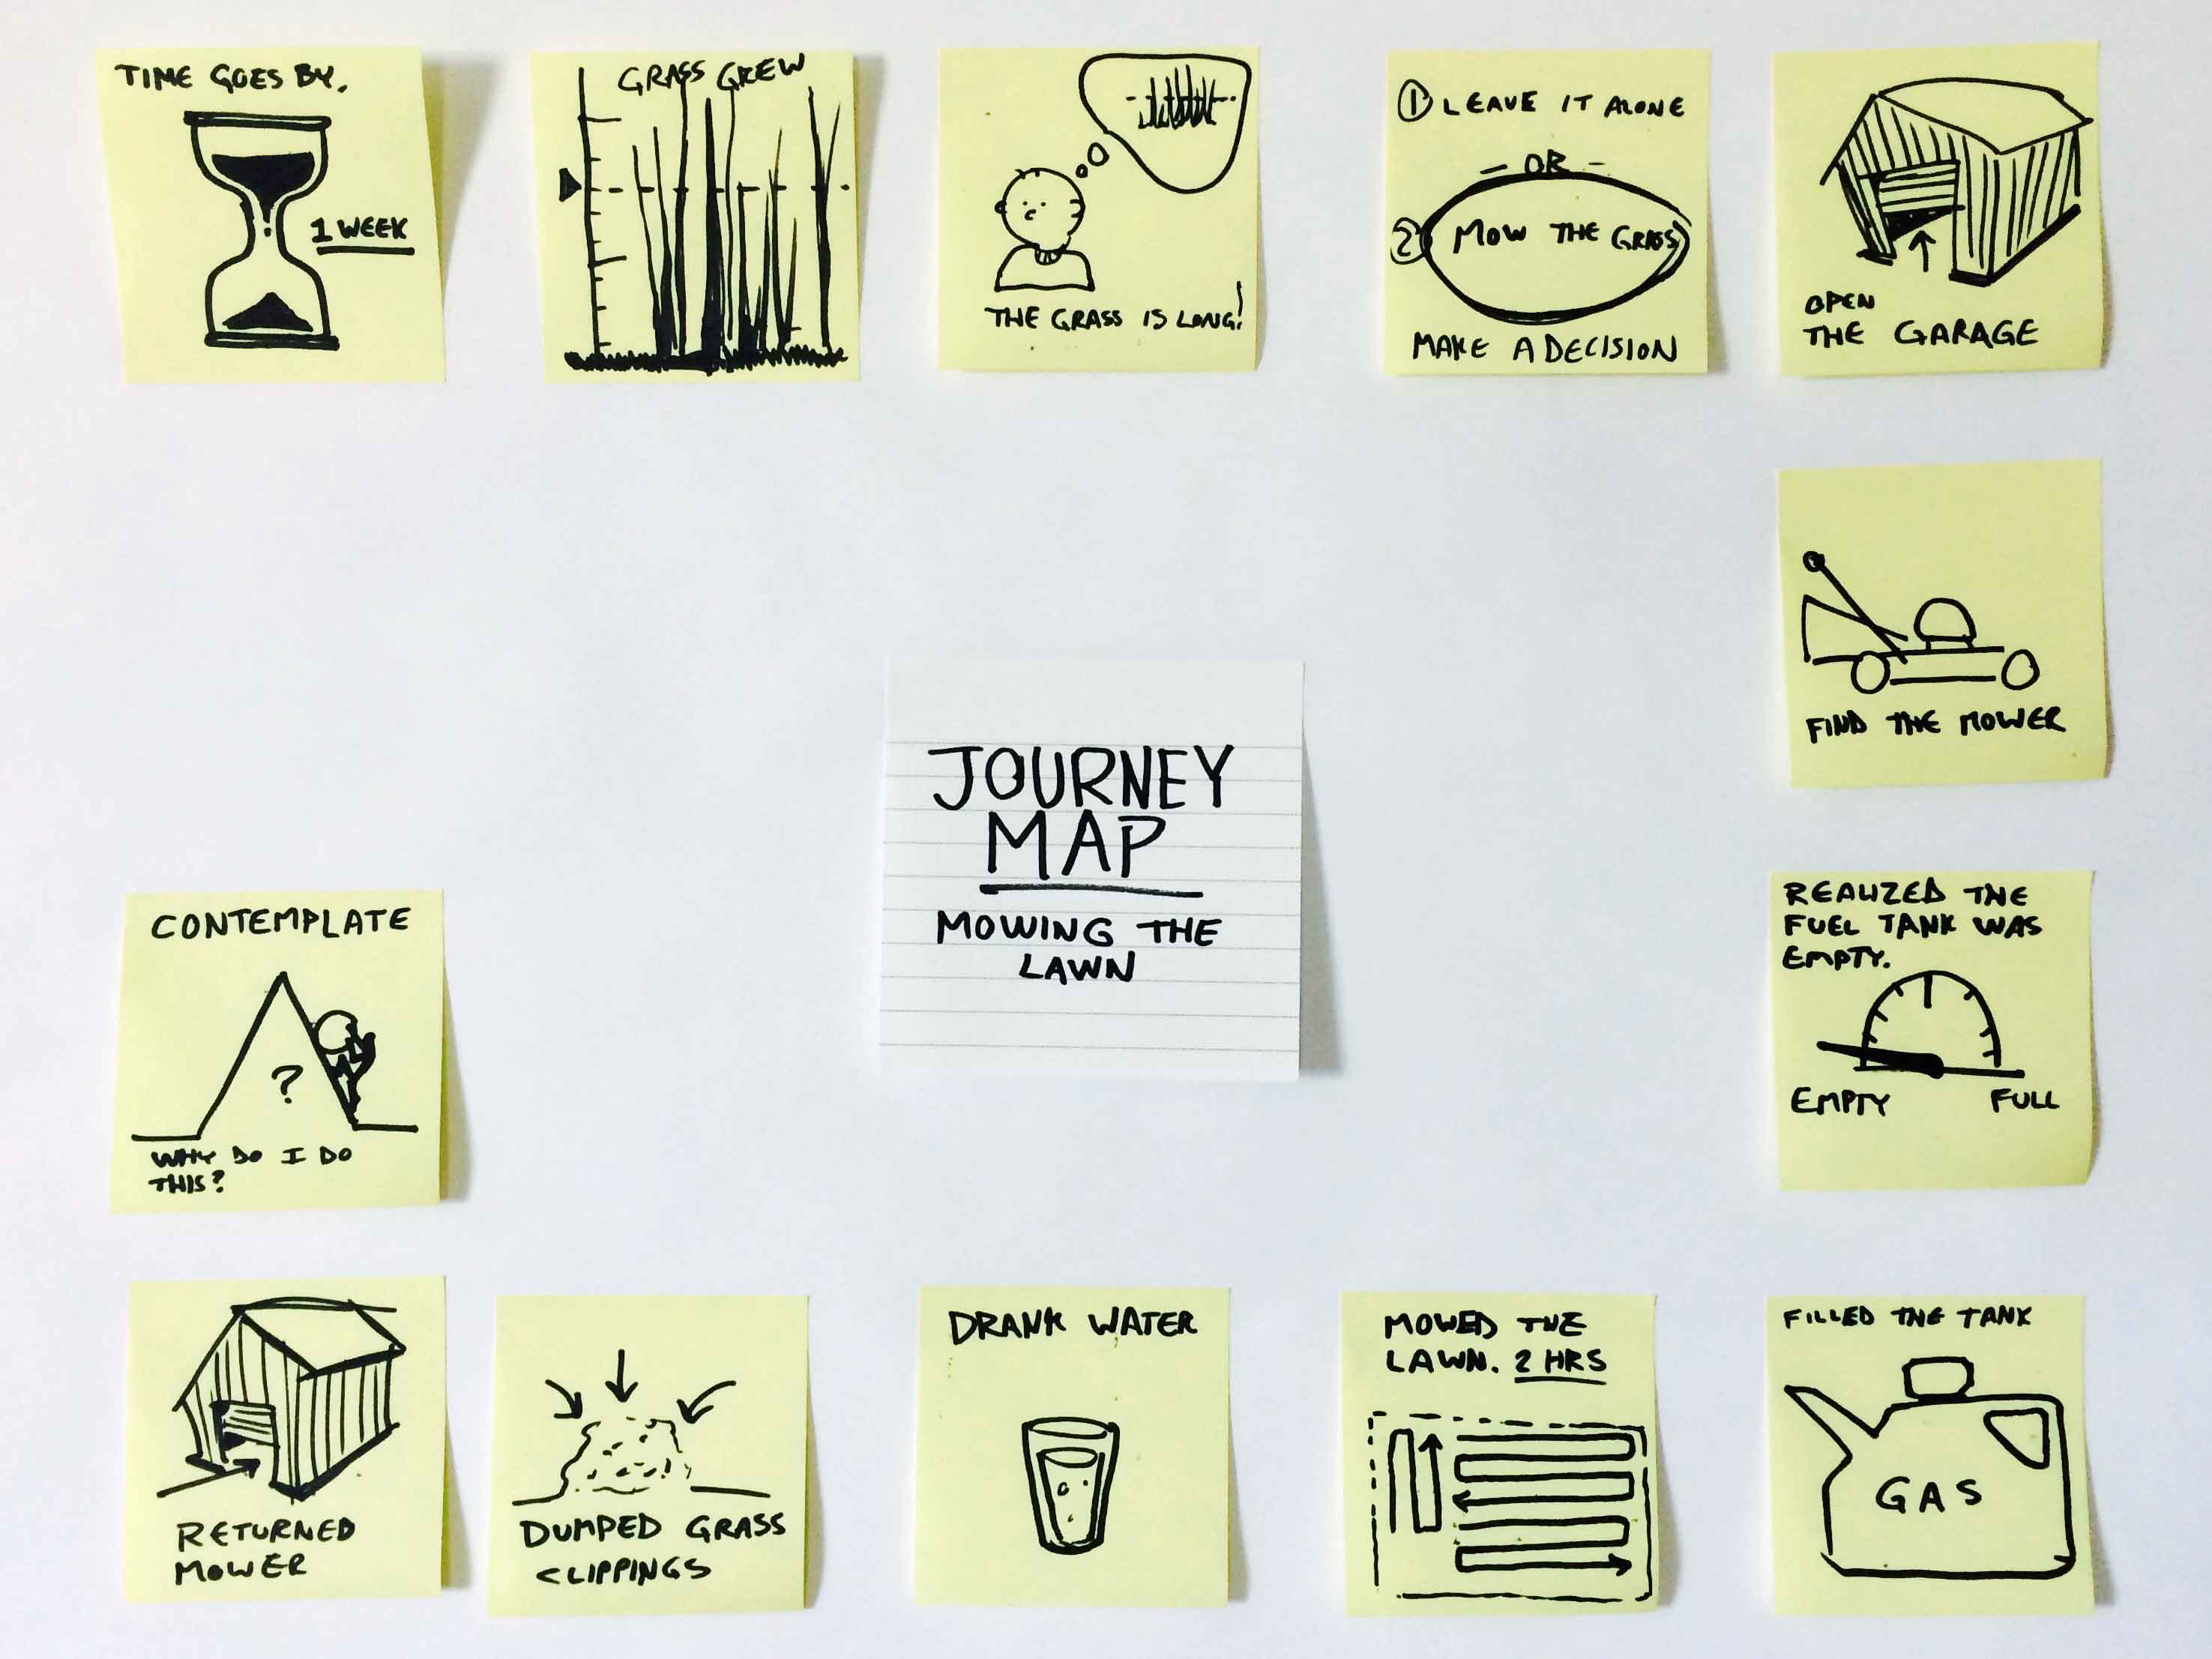 TIME GOES BY.
1 WEEK
GRASS GREW
THE GRASS IS LONG!
1 LEAVE IT ALONE
- OR -
2 MOW THE GRASS
MAKE A DECISION
OPEN
THE GARAGE
FIND THE MOWER
REALIZED THE
FUEL TANK WAS
EMPTY.
EMPTY FULL
FILLED THE TANK
GAS
MOWED THE
LAWN. 2 HRS
DRANK WATER
DUMPED GRASS
CLIPPINGS
RETURNED
MOWER
CONTEMPLATE
?
WHY DO I DO
THIS?
JOURNEY
MAP
MOWING THE
LAWN